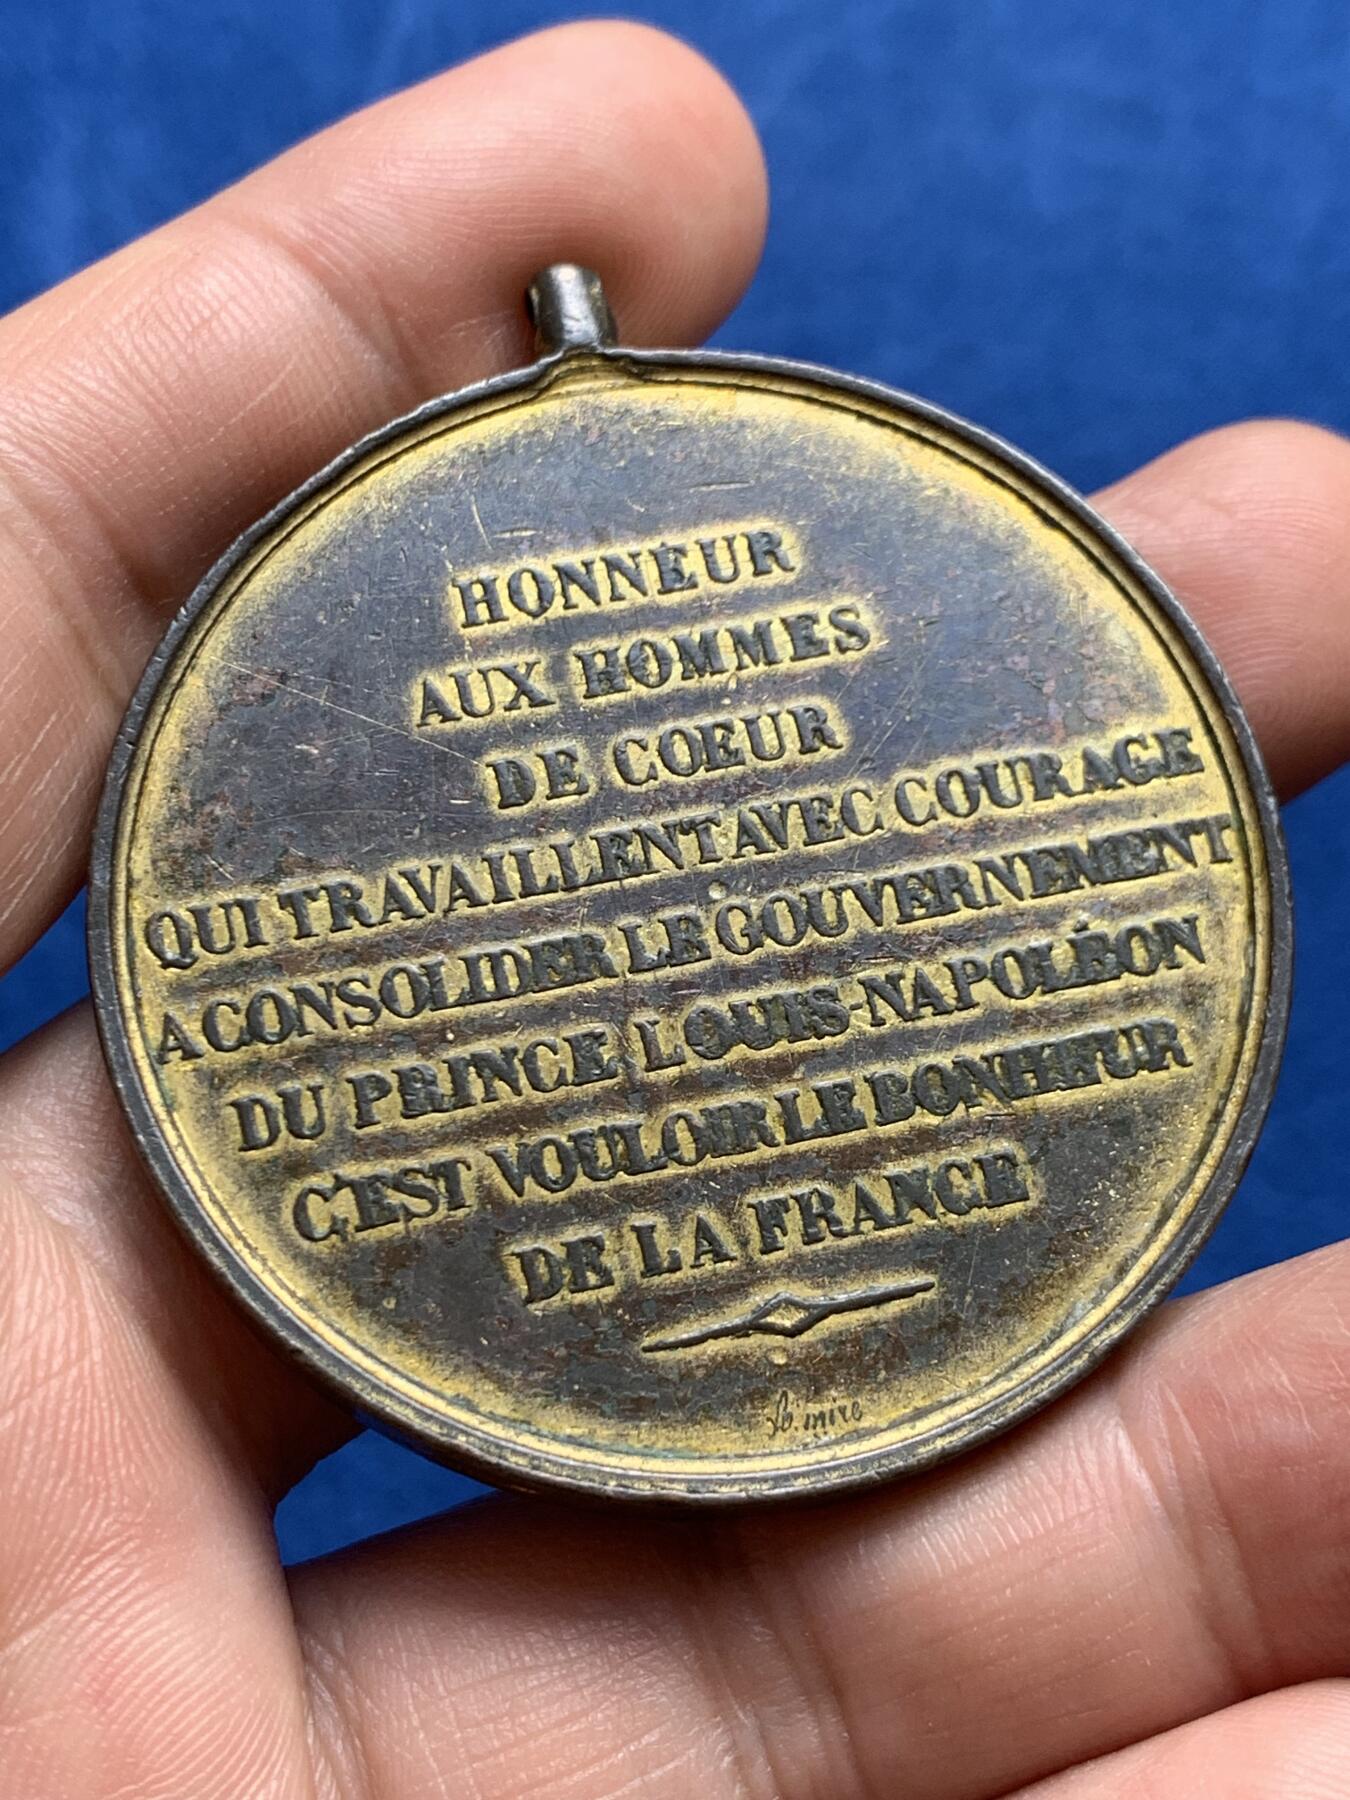 HONNEUR
AUX HOMMES
DE COEUR
QUI TRAVAILLENT AVEC COURAGE
A CONSOLIDER LE GOUVERNEMENT
DU PRINCE LOUIS-NAPOLÉON
C'EST VOULOIR LE BONHEUR
DE LA FRANCE